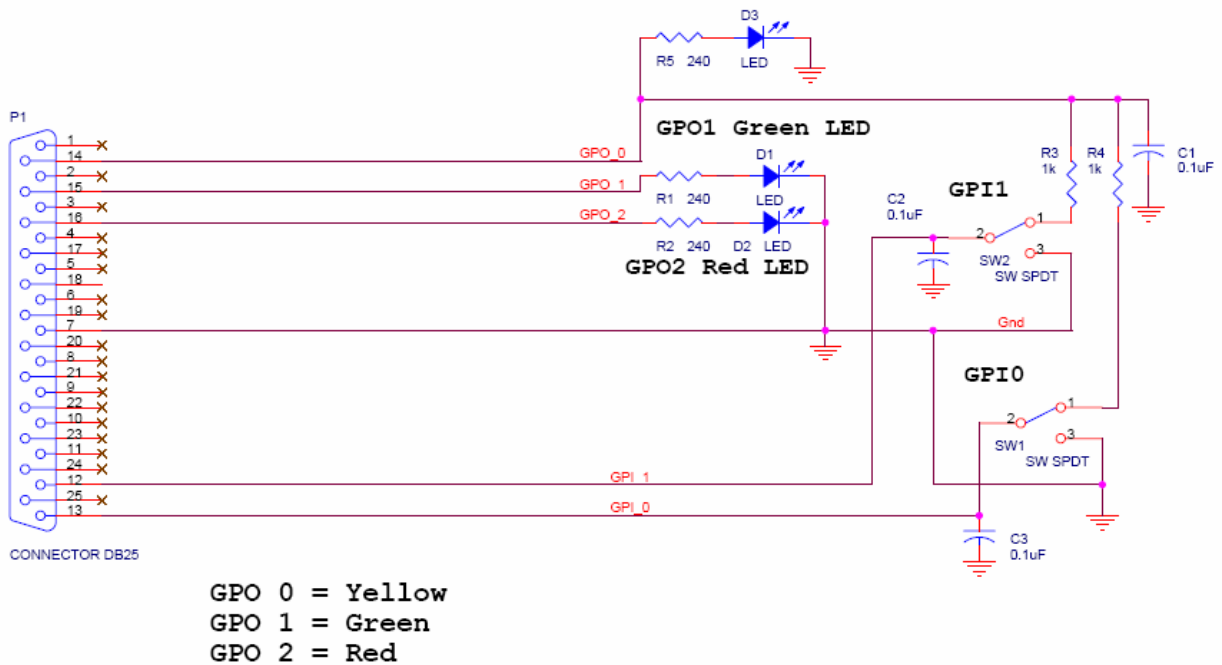 D3
R5 240 LED
P1
GPO1 Green LED
1
14
GPO_0
D1
2
15
GPO_1
R3
1k
R4
1k
C1
0.1uF
3
LED
R1 240
GPI1
C2
0.1uF
16
GPO_2
1
4
R2 240 D2 LED
2
17
GPO2 Red LED
3
SW2
SW SPDT
5
18
6
19
Gnd
7
20
8
GPI0
21
9
1
22
2
10
3
SW1
SW SPDT
23
11
24
12
GPI_1
25
13
GPI_0
C3
0.1uF
CONNECTOR DB25
GPO 0 = Yellow
GPO 1 = Green
GPO 2 = Red